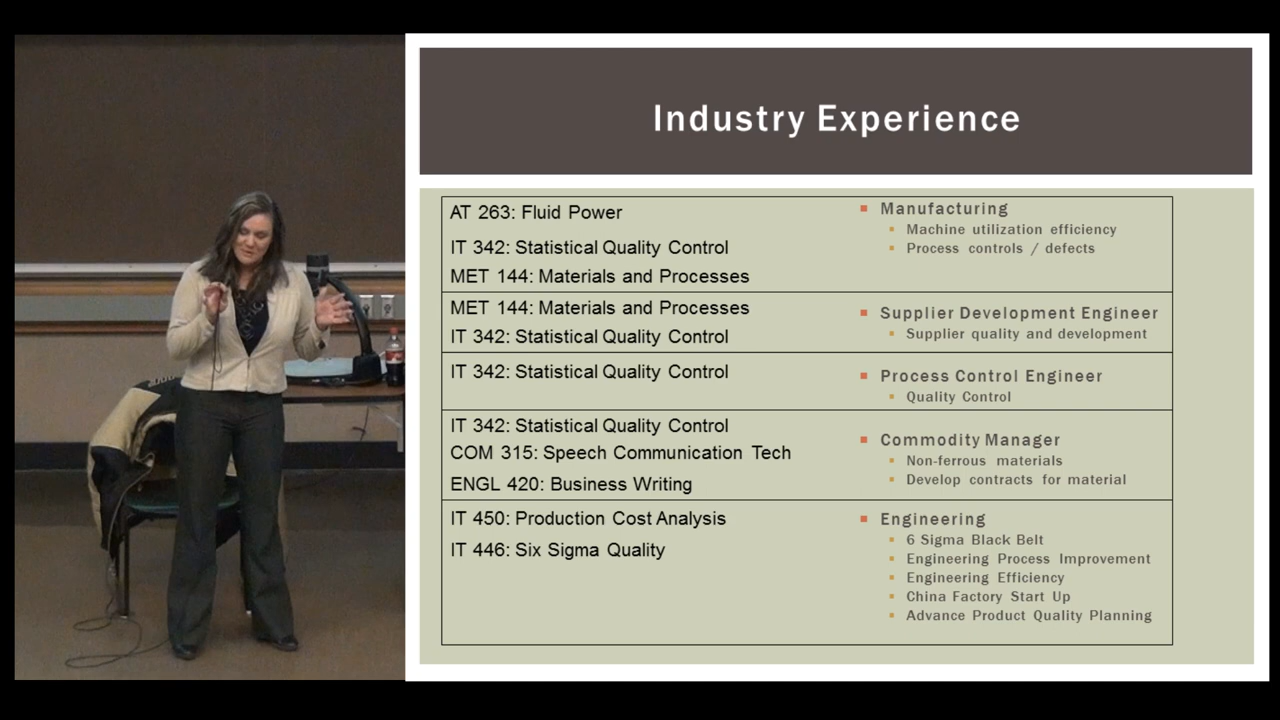 Industry Experience
AT 263: Fluid Power
IT 342: Statistical Quality Control
MET 144: Materials and Processes
Manufacturing
Machine utilization efficiency
Process controls / defects
MET 144: Materials and Processes
IT 342: Statistical Quality Control
Supplier Development Engineer
Supplier quality and development
IT 342: Statistical Quality Control
Process Control Engineer
Quality Control
IT 342: Statistical Quality Control
COM 315: Speech Communication Tech
ENGL 420: Business Writing
Commodity Manager
Non-ferrous materials
Develop contracts for material
IT 450: Production Cost Analysis
IT 446: Six Sigma Quality
Engineering
6 Sigma Black Belt
Engineering Process Improvement
Engineering Efficiency
China Factory Start Up
Advance Product Quality Planning